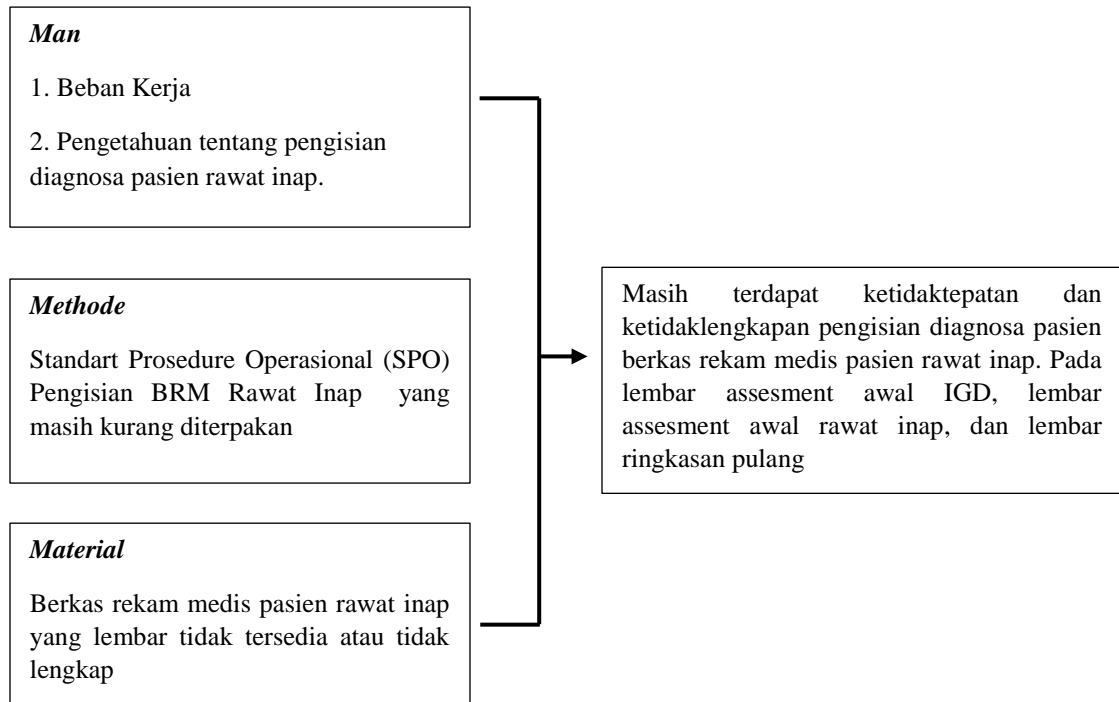 Man
1. Beban Kerja
2. Pengetahuan tentang pengisian
diagnosa pasien rawat inap.
Methode
Standart Prosedure Operasional (SPO)
Pengisian BRM Rawat Inap yang
masih kurang diterpakan
Material
Berkas rekam medis pasien rawat inap
yang lembar tidak tersedia atau tidak
lengkap
Masih terdapat ketidaktepatan dan
ketidaklengkapan pengisian diagnosa pasien
berkas rekam medis pasien rawat inap. Pada
lembar assesment awal IGD, lembar
assesment awal rawat inap, dan lembar
ringkasan pulang